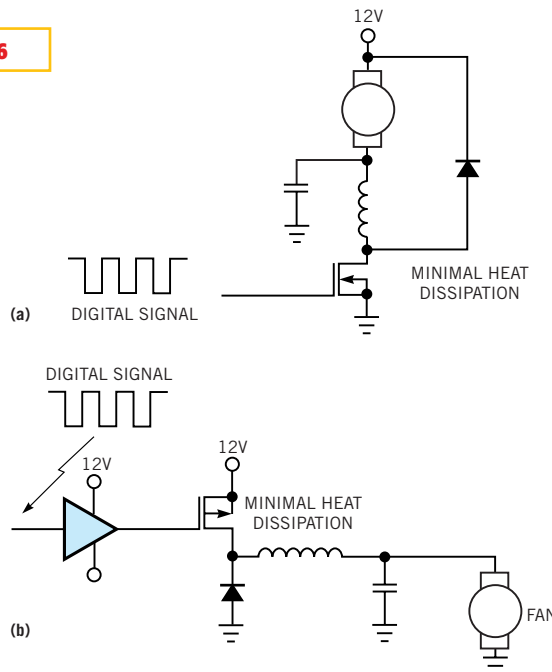 6
12V
MINIMAL HEAT
DISSIPATION
(a)
DIGITAL SIGNAL
DIGITAL SIGNAL
12V
12V
MINIMAL HEAT
DISSIPATION
(b)
FAN